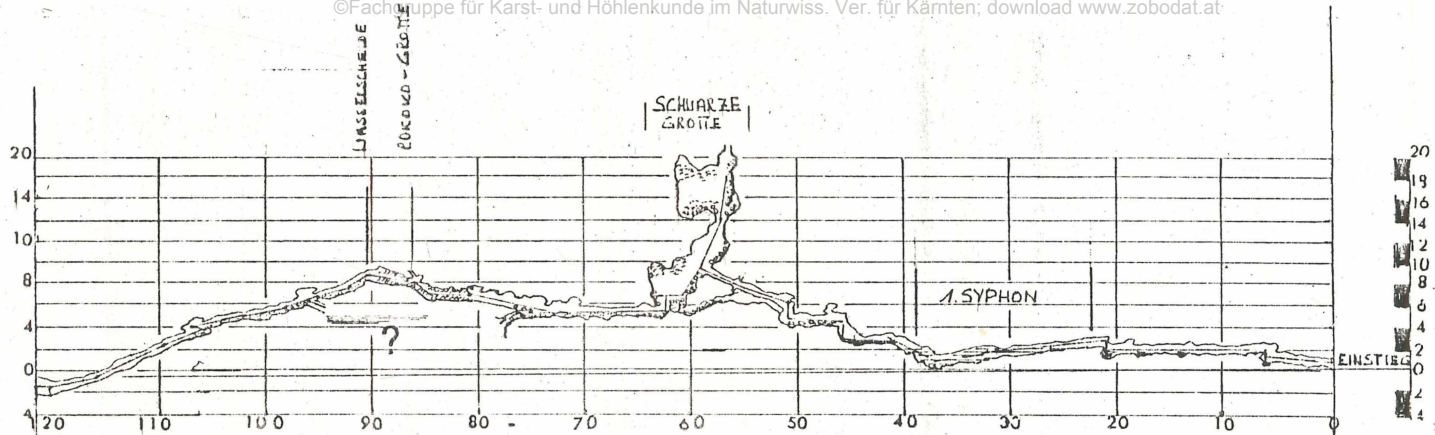 ©Fachgruppe für Karst- und Höhlenkunde im Naturwiss. Ver. für Kärnten; download www.zobodat.at
WASSERSCHEIDE
ROKOKO-GROTTE
SCHWARZE
GROTTE
20
14
10
8
4
0
4
?
1. SYPHON
EINSTIEG
20
18
16
14
12
10
8
6
4
2
0
2
4
120 110 100 90 80 70 60 50 40 30 20 10 0